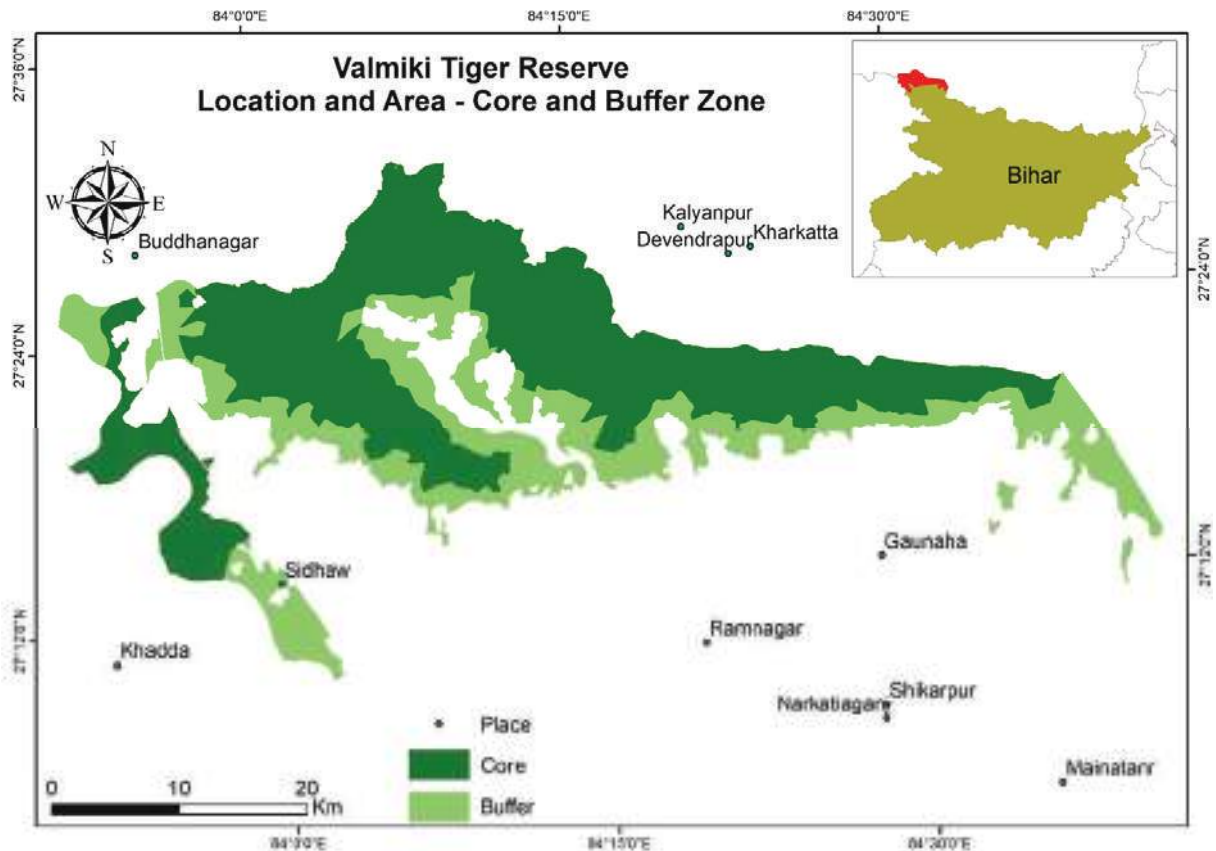 84°0'0"E 84°15'0"E 84°30'0"E
27°36'0"N
Valmiki Tiger Reserve
Location and Area - Core and Buffer Zone
Bihar
N
W E
S
Buddhanagar
Kalyanpur
Devendrapur
Kharkatta
27°24'0"N
27°24'0"N
Gaunaha
27°12'0"N
Sidhaw
Ramnagar
27°12'0"N
Khadda
Shikarpur
Narkatiaganj
Place
Mainatanr
Core
0 10 20
Km
Buffer
84°0'0"E 84°15'0"E 84°30'0"E